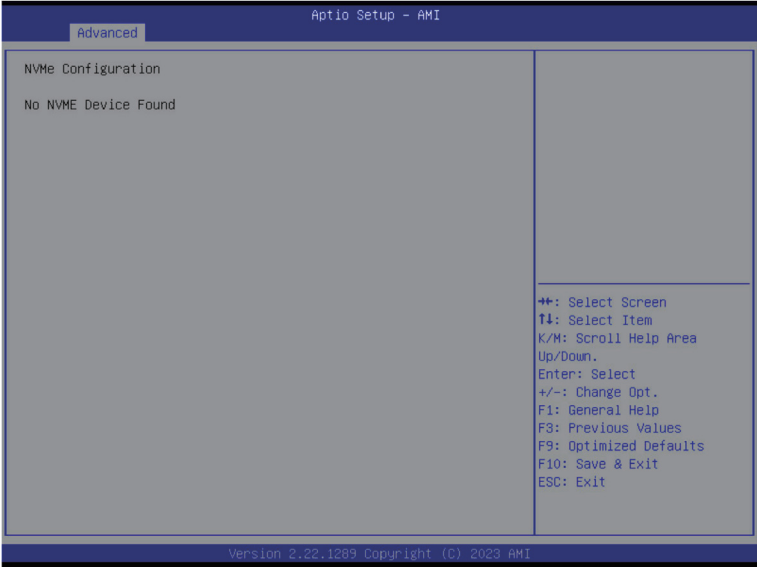 Aptio Setup – AMI
Advanced
NVMe Configuration
No NVME Device Found
→←: Select Screen
↑↓: Select Item
K/M: Scroll Help Area
Up/Down.
Enter: Select
+/-: Change Opt.
F1: General Help
F3: Previous Values
F9: Optimized Defaults
F10: Save & Exit
ESC: Exit
Version 2.22.1289 Copyright (C) 2023 AMI